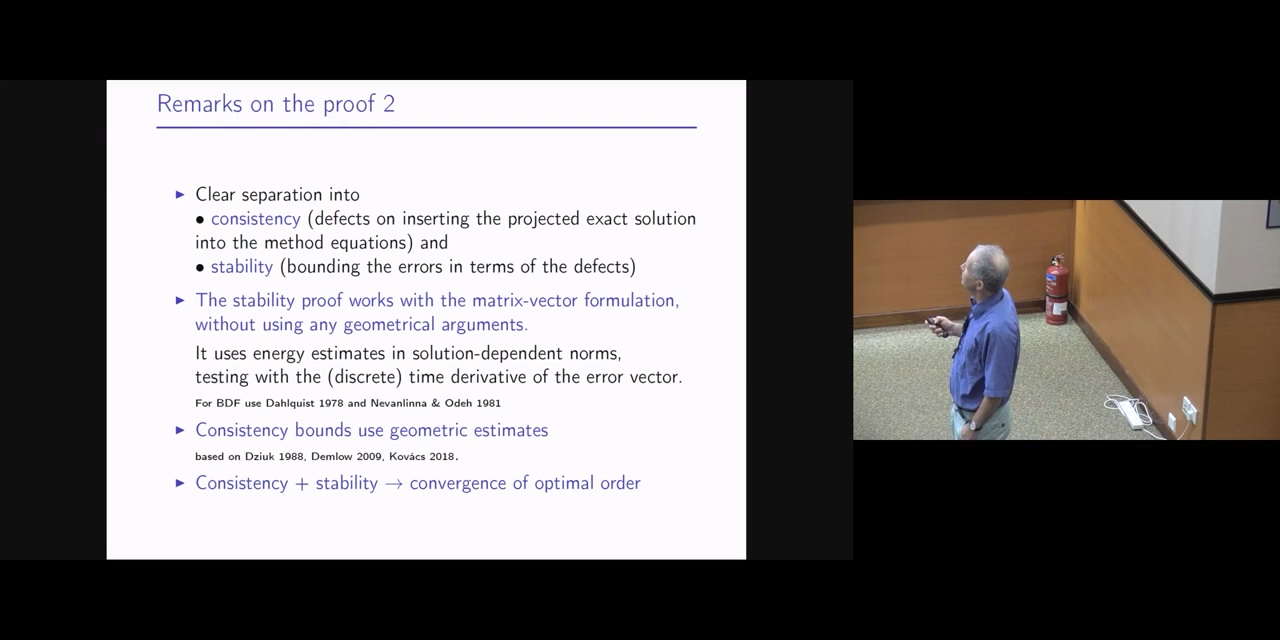 Remarks on the proof 2
▶ Clear separation into
• consistency (defects on inserting the projected exact solution
into the method equations) and
• stability (bounding the errors in terms of the defects)
▶ The stability proof works with the matrix-vector formulation,
without using any geometrical arguments.
It uses energy estimates in solution-dependent norms,
testing with the (discrete) time derivative of the error vector.
For BDF use Dahlquist 1978 and Nevanlinna & Odeh 1981
▶ Consistency bounds use geometric estimates
based on Dziuk 1988, Demlow 2009, Kovács 2018.
▶ Consistency + stability → convergence of optimal order